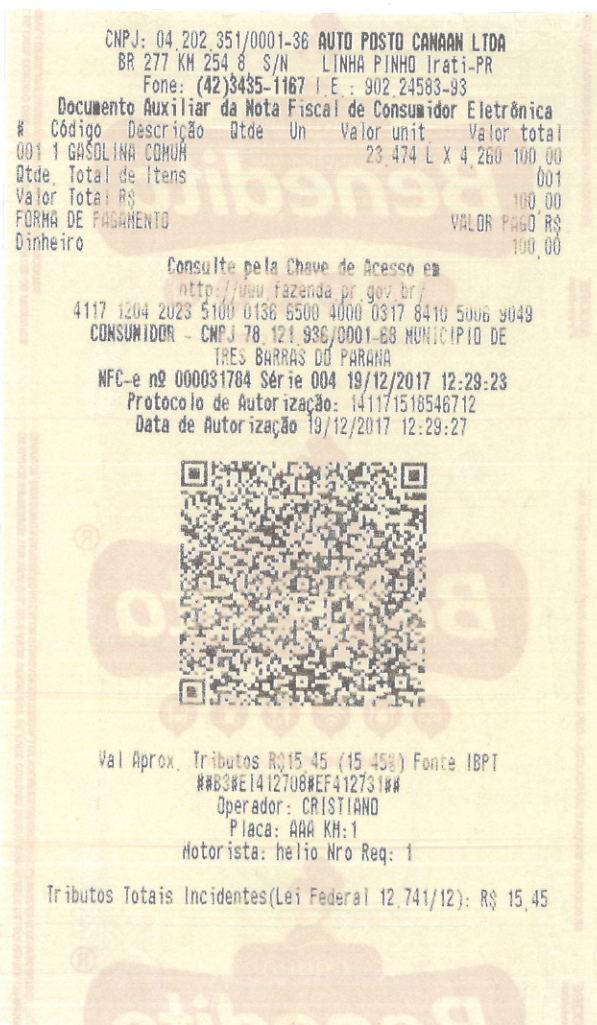 CNPJ: 04.202.351/0001-36 AUTO POSTO CANAAN LTDA
BR 277 KM 254,8, S/N LINHA PINHO Irati-PR
Fone: (42)3435-1167 I.E.: 902.24583-93
Documento Auxiliar da Nota Fiscal de Consumidor Eletrônica
# Código Descrição Qtde Un Valor unit. Valor total
001 1 GASOLINA COMUM 23,474 L X 4,260 100,00
Qtde. Total de Itens 001
Valor Total R$ 100,00
FORMA DE PAGAMENTO VALOR PAGO R$
Dinheiro 100,00
Consulte pela Chave de Acesso em
http://www.fazenda.pr.gov.br/
4117 1204 2023 5100 0136 6500 4000 0317 8410 5006 9049
CONSUMIDOR - CNPJ 78.121.936/0001-68 MUNICIPIO DE
TRES BARRAS DO PARANA
NFC-e nº 000031784 Série 004 19/12/2017 12:29:23
Protocolo de Autorização: 141171518546712
Data de Autorização 19/12/2017 12:29:27
Val Aprox. Tributos R$15,45 (15,45%) Fonte IBPT
##B3#EI412708#EF412731##
Operador: CRISTIANO
Placa: AAA KM:1
Motorista: helio Nro Req: 1
Tributos Totais Incidentes(Lei Federal 12.741/12): R$ 15,45
Benedito